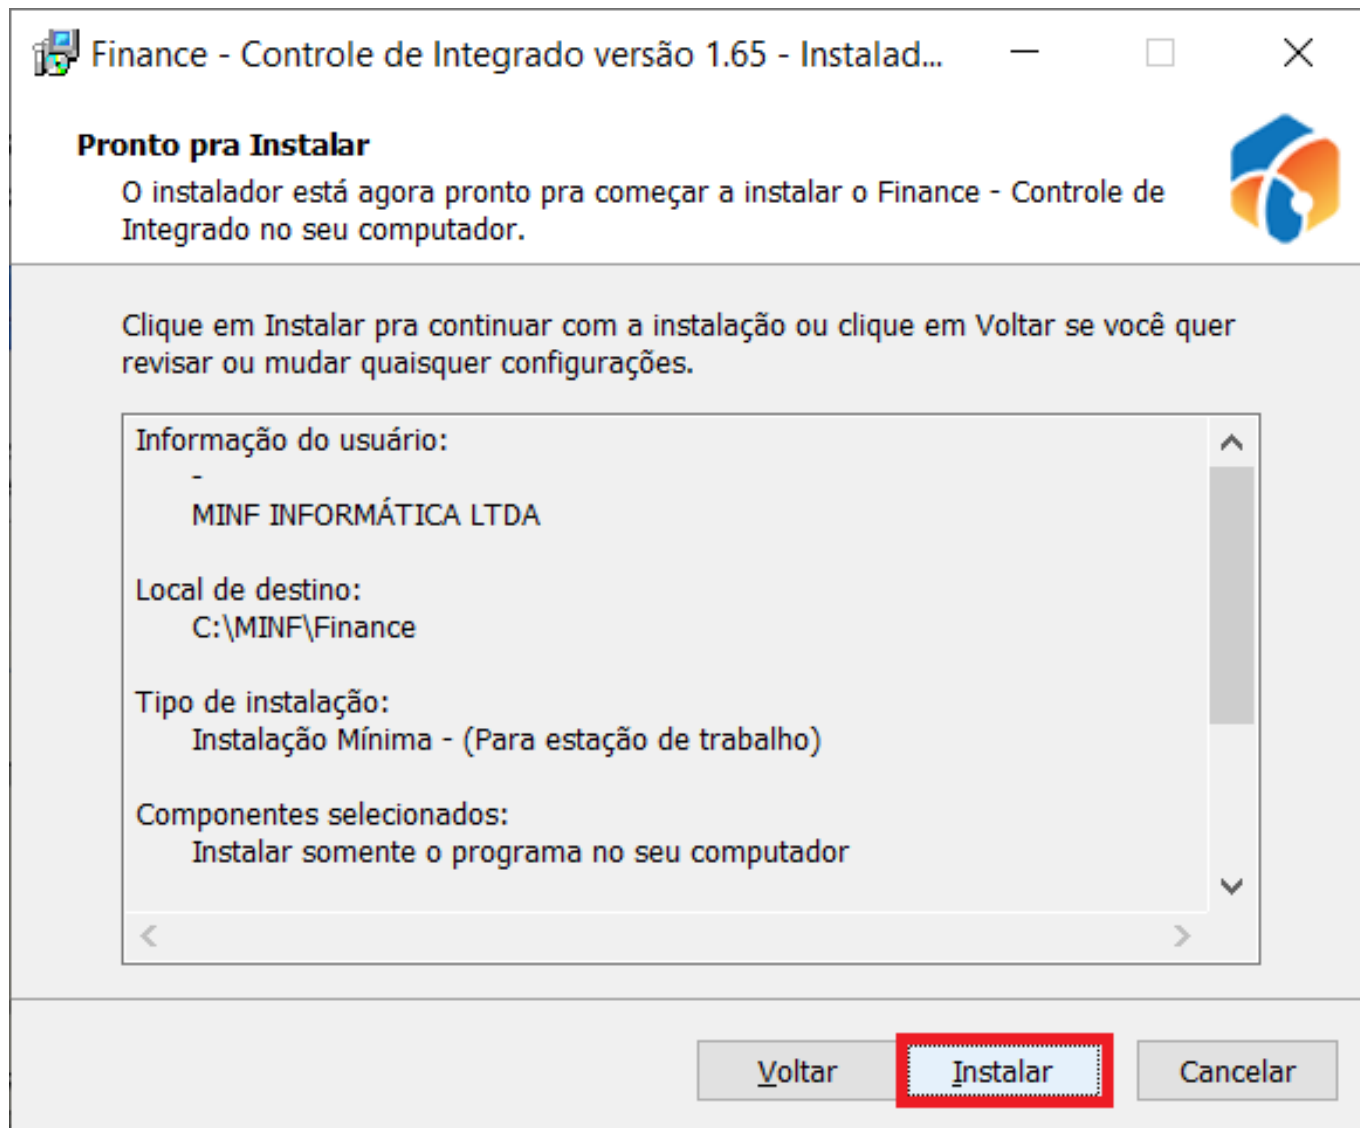 Finance - Controle de Integrado versão 1.65 - Instalad...
Pronto pra Instalar
O instalador está agora pronto pra começar a instalar o Finance - Controle de
Integrado no seu computador.
Clique em Instalar pra continuar com a instalação ou clique em Voltar se você quer
revisar ou mudar quaisquer configurações.
Informação do usuário:
-
MINF INFORMÁTICA LTDA
Local de destino:
C:\MINF\Finance
Tipo de instalação:
Instalação Mínima - (Para estação de trabalho)
Componentes selecionados:
Instalar somente o programa no seu computador
Voltar
Instalar
Cancelar